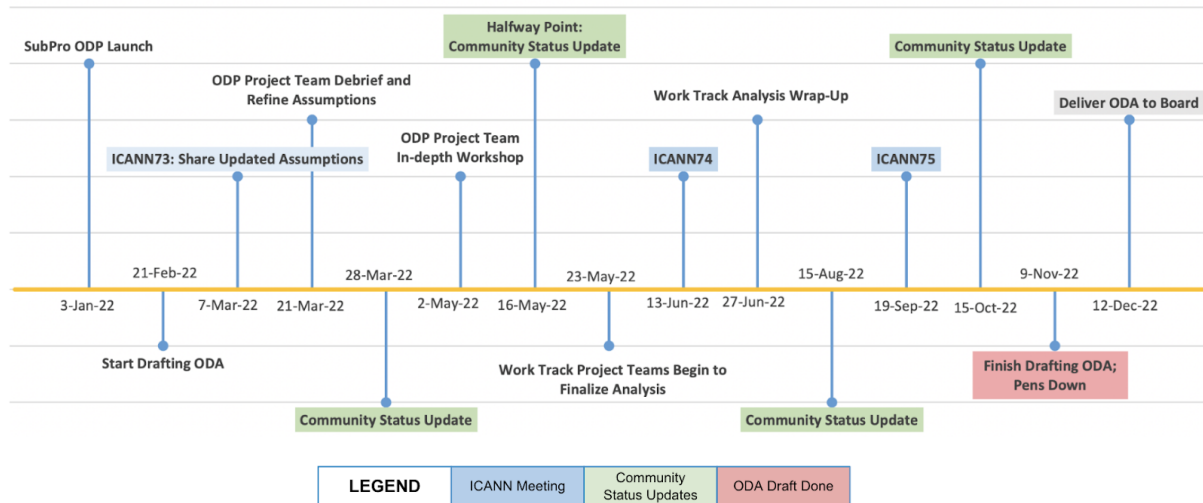 Halfway Point:
Community Status Update
SubPro ODP Launch
Community Status Update
ODP Project Team Debrief and
Refine Assumptions
Work Track Analysis Wrap-Up
Deliver ODA to Board
ODP Project Team
In-depth Workshop
ICANN73: Share Updated Assumptions
ICANN74
ICANN75
21-Feb-22
28-Mar-22
23-May-22
15-Aug-22
9-Nov-22
3-Jan-22
7-Mar-22
21-Mar-22
2-May-22
16-May-22
13-Jun-22
27-Jun-22
19-Sep-22
15-Oct-22
12-Dec-22
Start Drafting ODA
Work Track Project Teams Begin to
Finalize Analysis
Finish Drafting ODA;
Pens Down
Community Status Update
Community Status Update
LEGEND
ICANN Meeting
Community
Status Updates
ODA Draft Done